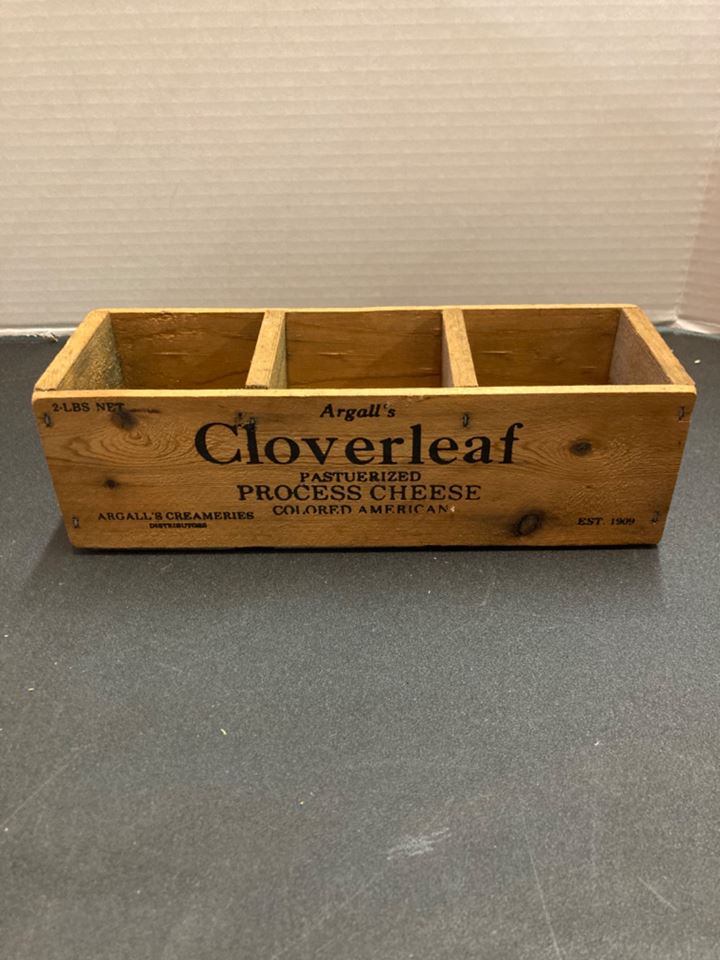 2-LBS NET
Argall's
Cloverleaf
PASTUERIZED
PROCESS CHEESE
COLORED AMERICAN
ARGALL'S CREAMERIES
DISTRIBUTORS
EST. 1909